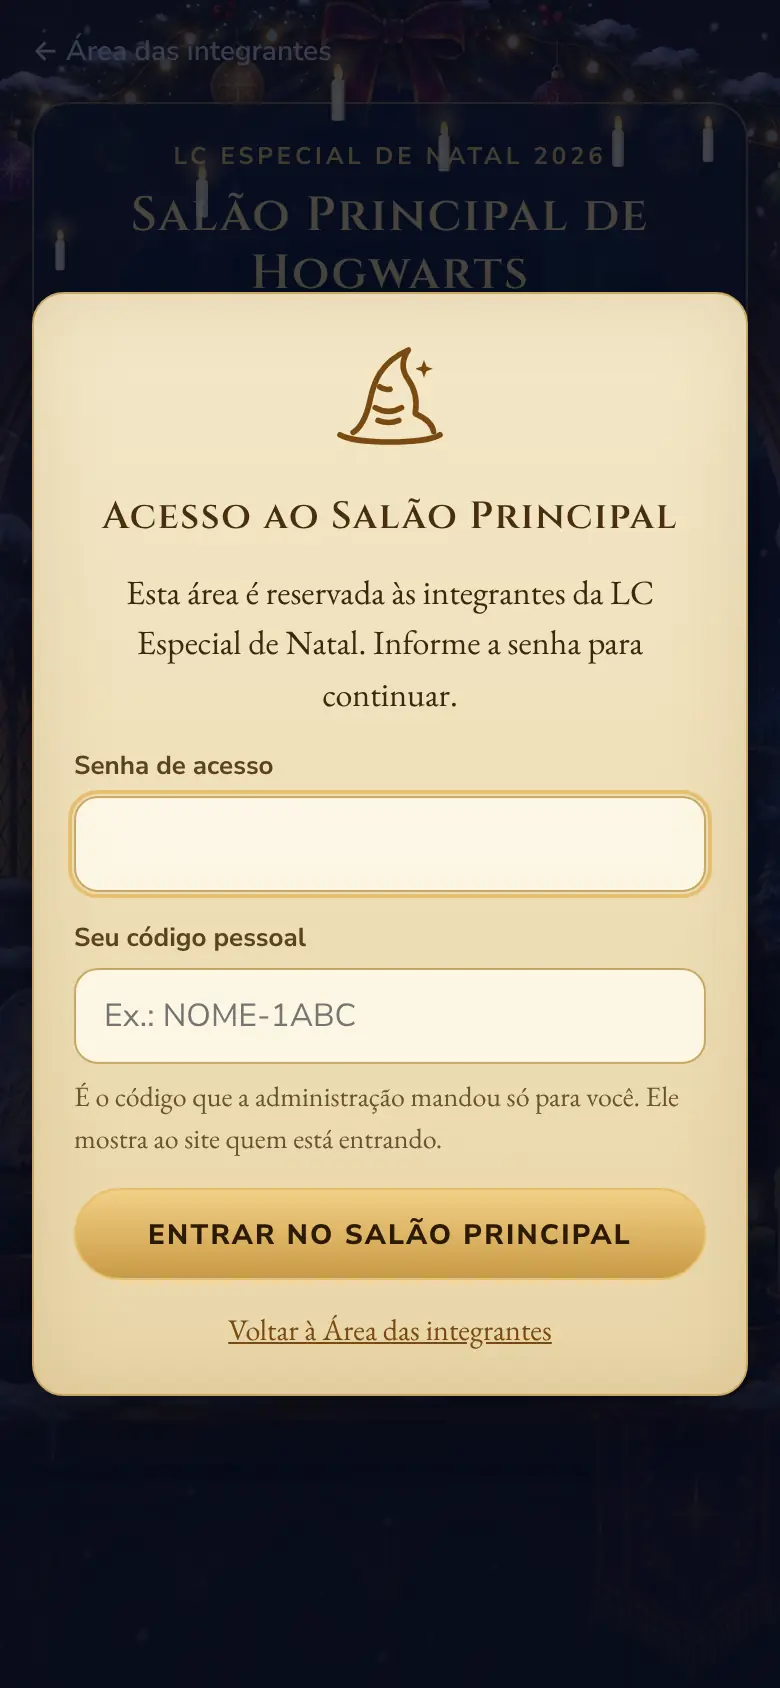 ← Área das integrantes
LC ESPECIAL DE NATAL 2026
Salão Principal de
Hogwarts
Acesso ao Salão Principal
Esta área é reservada às integrantes da LC
Especial de Natal. Informe a senha para
continuar.
Senha de acesso
Seu código pessoal
Ex.: NOME-1ABC
É o código que a administração mandou só para você. Ele
mostra ao site quem está entrando.
ENTRAR NO SALÃO PRINCIPAL
Voltar à Área das integrantes